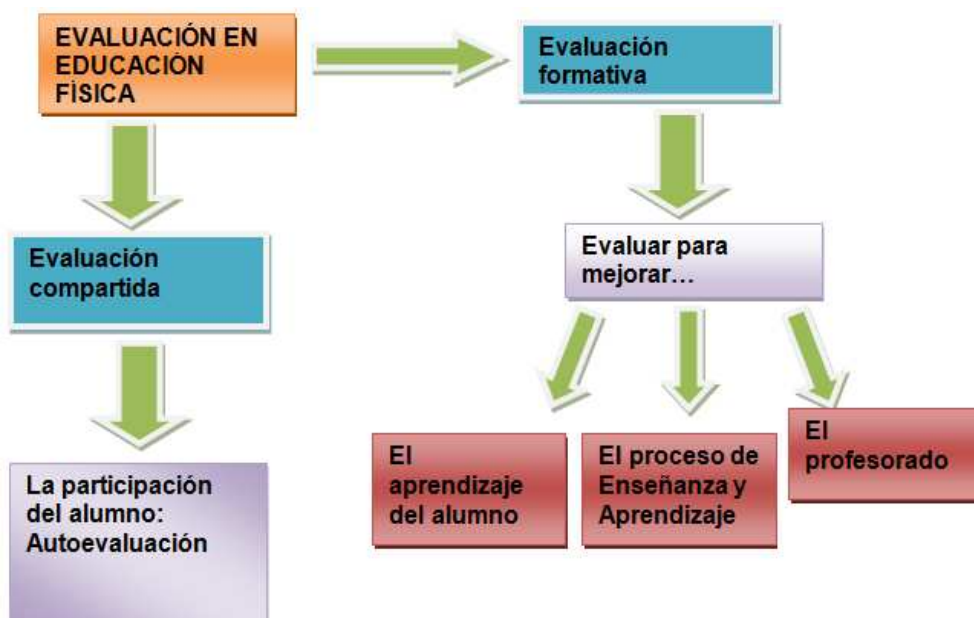 EVALUACIÓN EN
EDUCACIÓN
FÍSICA
Evaluación
formativa
Evaluación
compartida
Evaluar para
mejorar…
La participación
del alumno:
Autoevaluación
El
aprendizaje
del alumno
El proceso de
Enseñanza y
Aprendizaje
El
profesorado